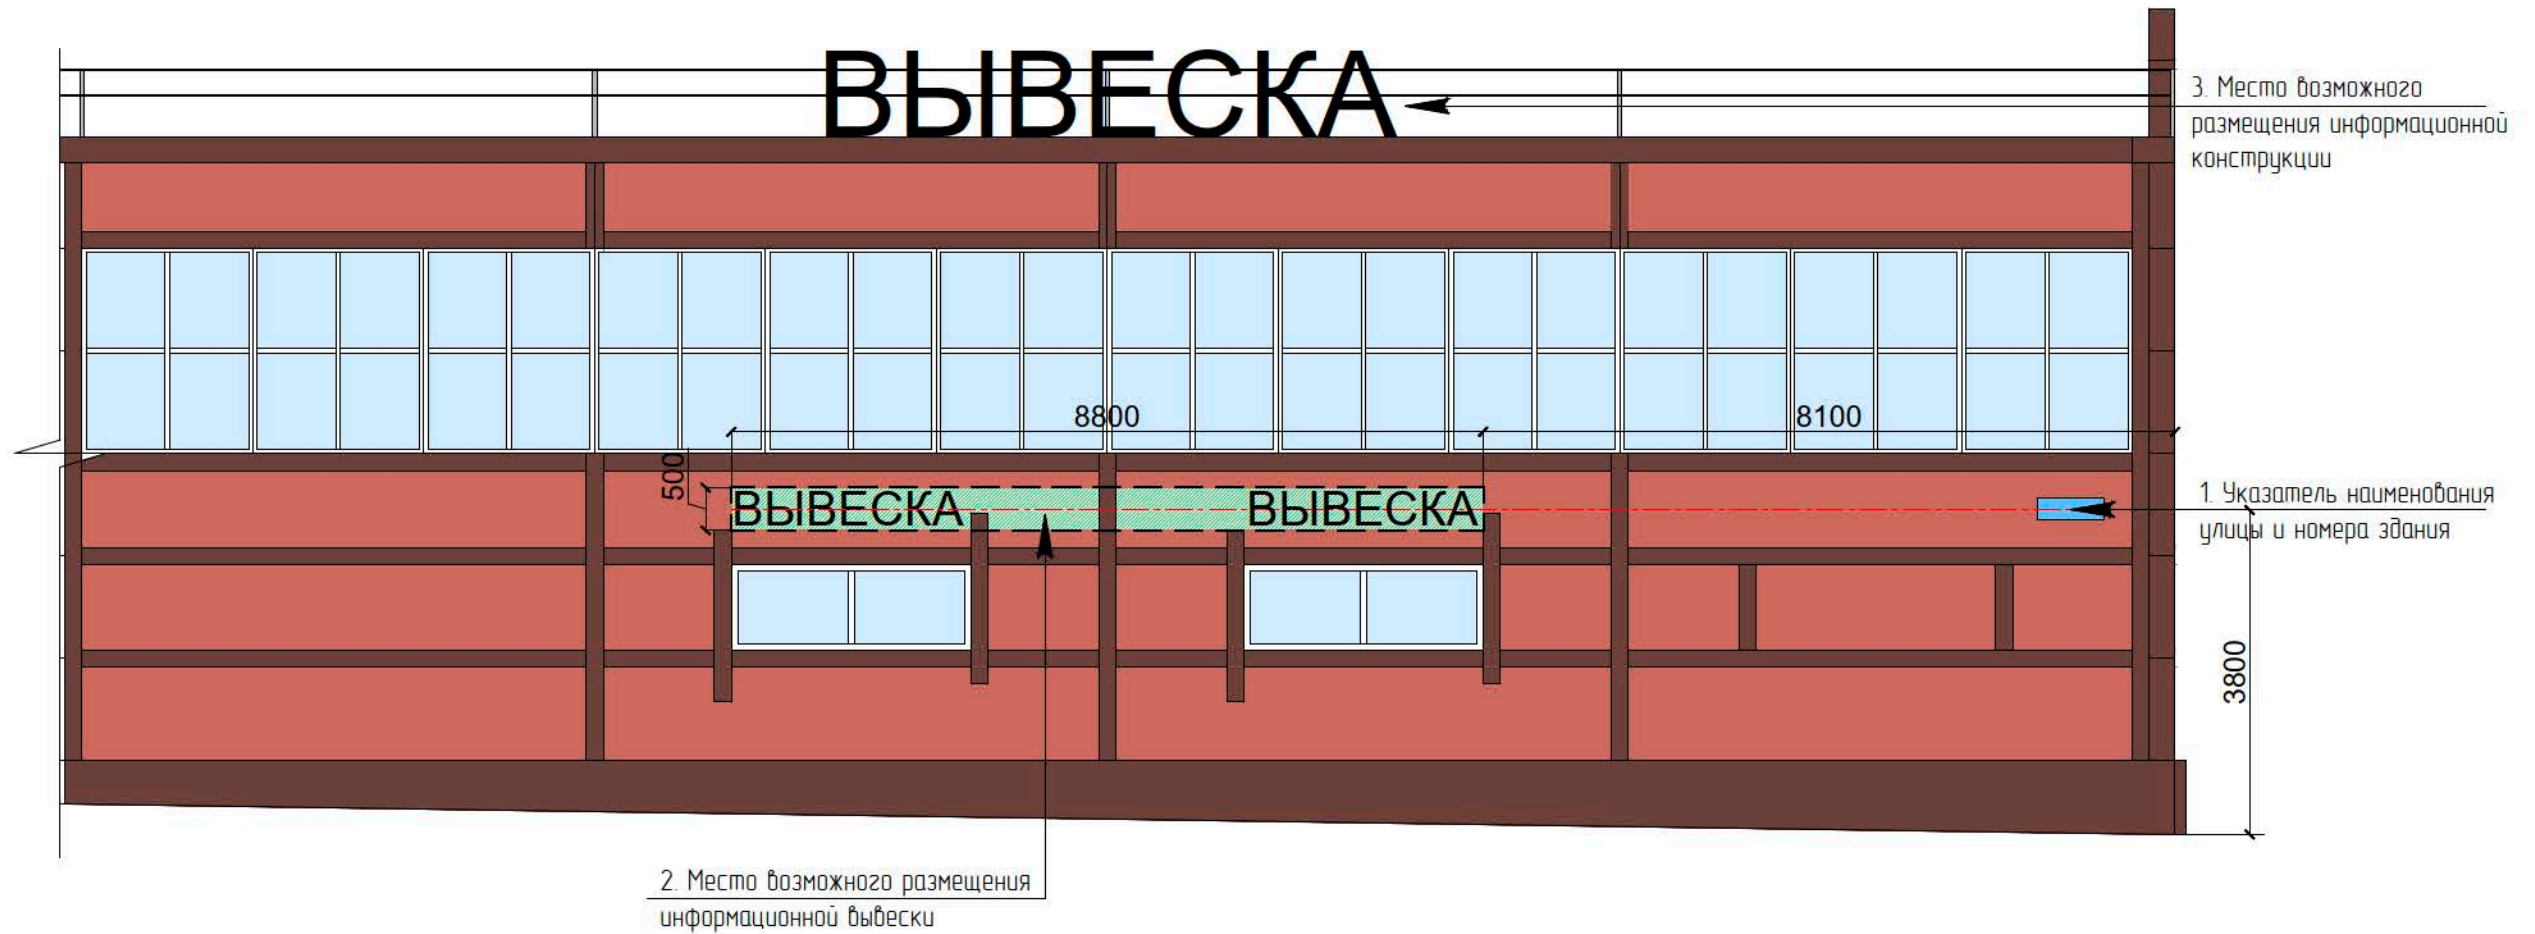 ВЫВЕСКА
3. Место возможного
размещения информационной
конструкции
8800
8100
500
ВЫВЕСКА
ВЫВЕСКА
1. Указатель наименования
улицы и номера здания
3800
2. Место возможного размещения
информационной вывески